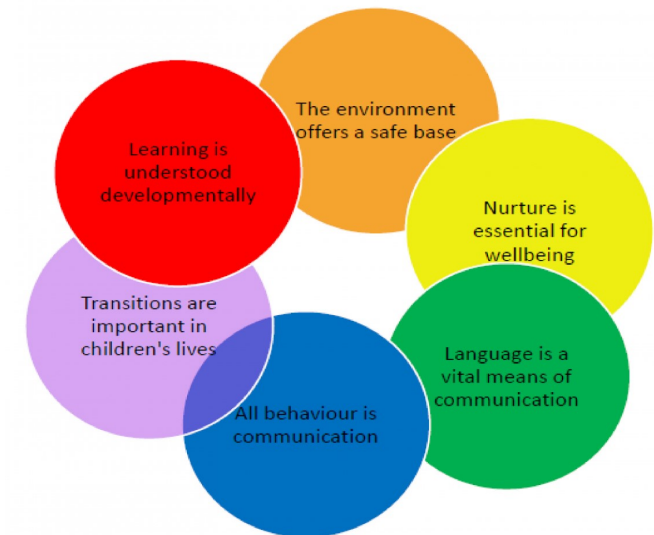 Learning is
understood
developmentally
The environment
offers a safe base
Nurture is
essential for
wellbeing
Language is a
vital means of
communication
All behaviour is
communication
Transitions are
important in
children's lives